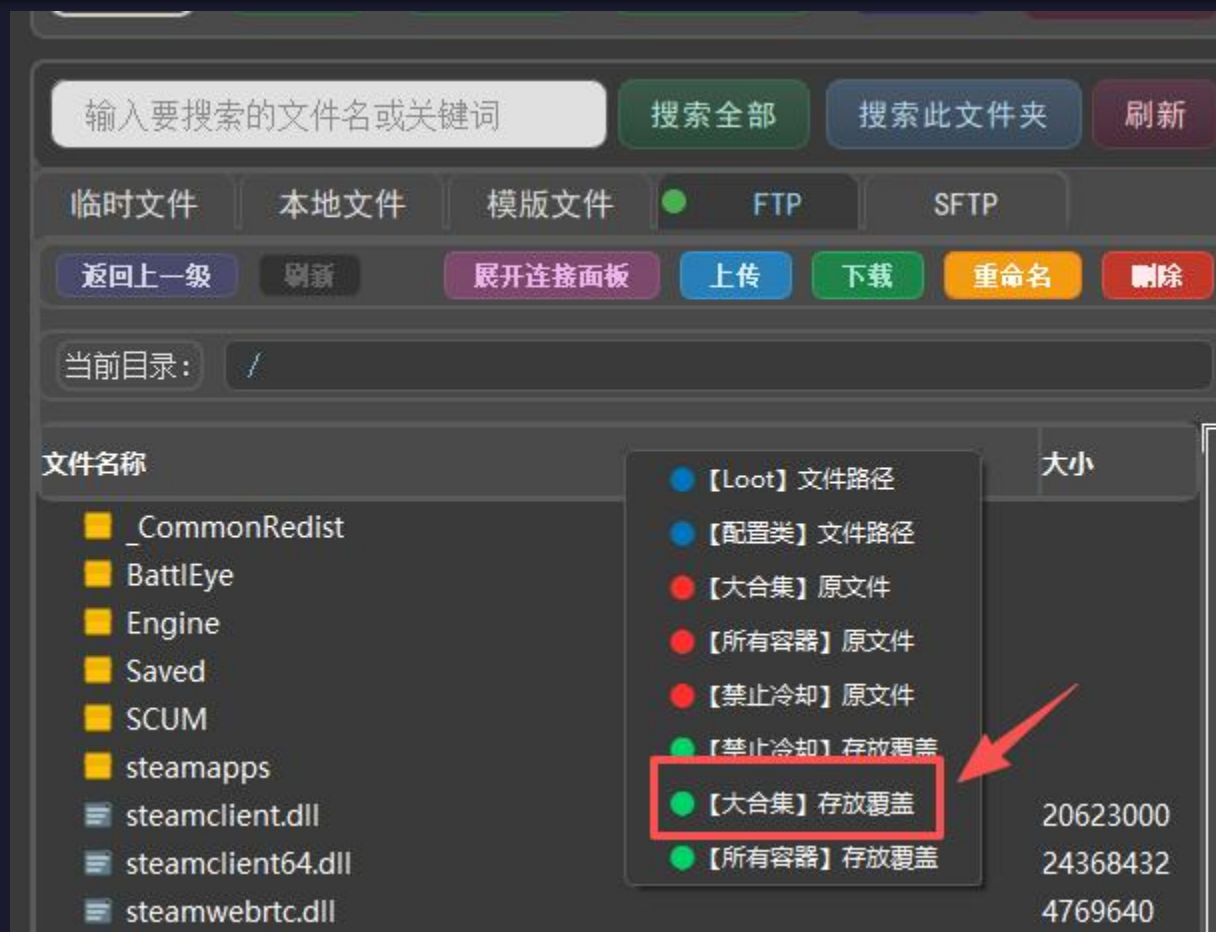 输入要搜索的文件名或关键词 搜索全部 搜索此文件夹 刷新
临时文件 本地文件 模版文件 FTP SFTP
返回上一级 刷新 展开连接面板 上传 下载 重命名 删除
当前目录: /
文件名称 大小
_CommonRedist
BattlEye
Engine
Saved
SCUM
steamapps
steamclient.dll 20623000
steamclient64.dll 24368432
steamwebrtc.dll 4769640
【Loot】文件路径
【配置类】文件路径
【大合集】原文件
【所有容器】原文件
【禁止冷却】原文件
【禁止冷却】存放覆盖
【大合集】存放覆盖
【所有容器】存放覆盖